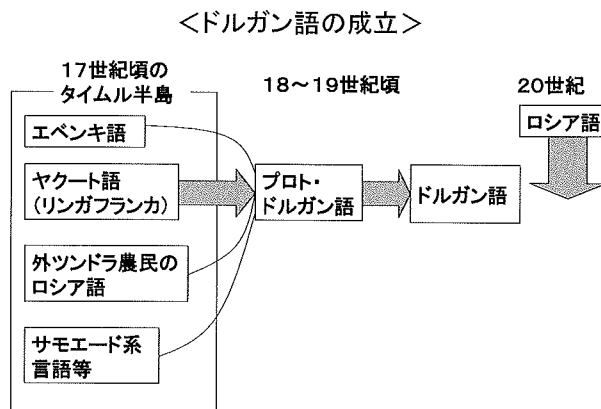 ＜ドルガン語の成立＞
17世紀頃の
タイムル半島
18～19世紀頃
20世紀
エベンキ語
ロシア語
ヤクート語
(リンガフランカ)
プロト・
ドルガン語
ドルガン語
外ツンドラ農民の
ロシア語
サモエード系
言語等